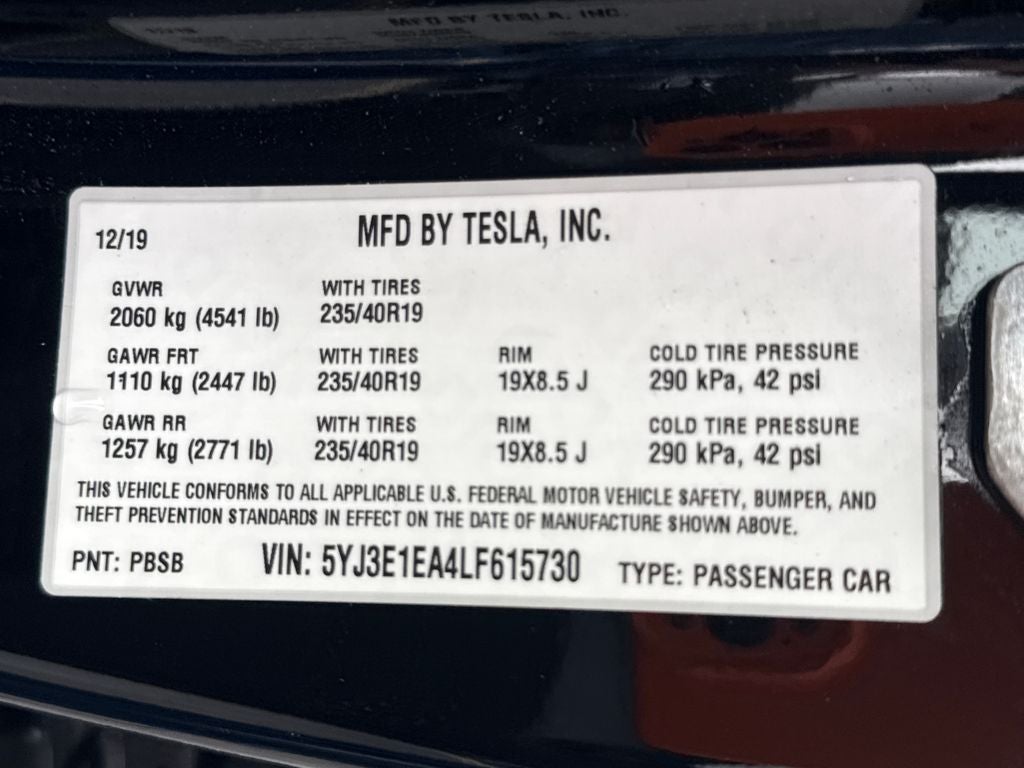 MFD BY TESLA, INC.
12/19
MFD BY TESLA, INC.
GVWR WITH TIRES
2060 kg (4541 lb) 235/40R19
GAWR FRT WITH TIRES RIM COLD TIRE PRESSURE
1110 kg (2447 lb) 235/40R19 19X8.5 J 290 kPa, 42 psi
GAWR RR WITH TIRES RIM COLD TIRE PRESSURE
1257 kg (2771 lb) 235/40R19 19X8.5 J 290 kPa, 42 psi
THIS VEHICLE CONFORMS TO ALL APPLICABLE U.S. FEDERAL MOTOR VEHICLE SAFETY, BUMPER, AND
THEFT PREVENTION STANDARDS IN EFFECT ON THE DATE OF MANUFACTURE SHOWN ABOVE.
PNT: PBSB VIN: 5YJ3E1EA4LF615730 TYPE: PASSENGER CAR